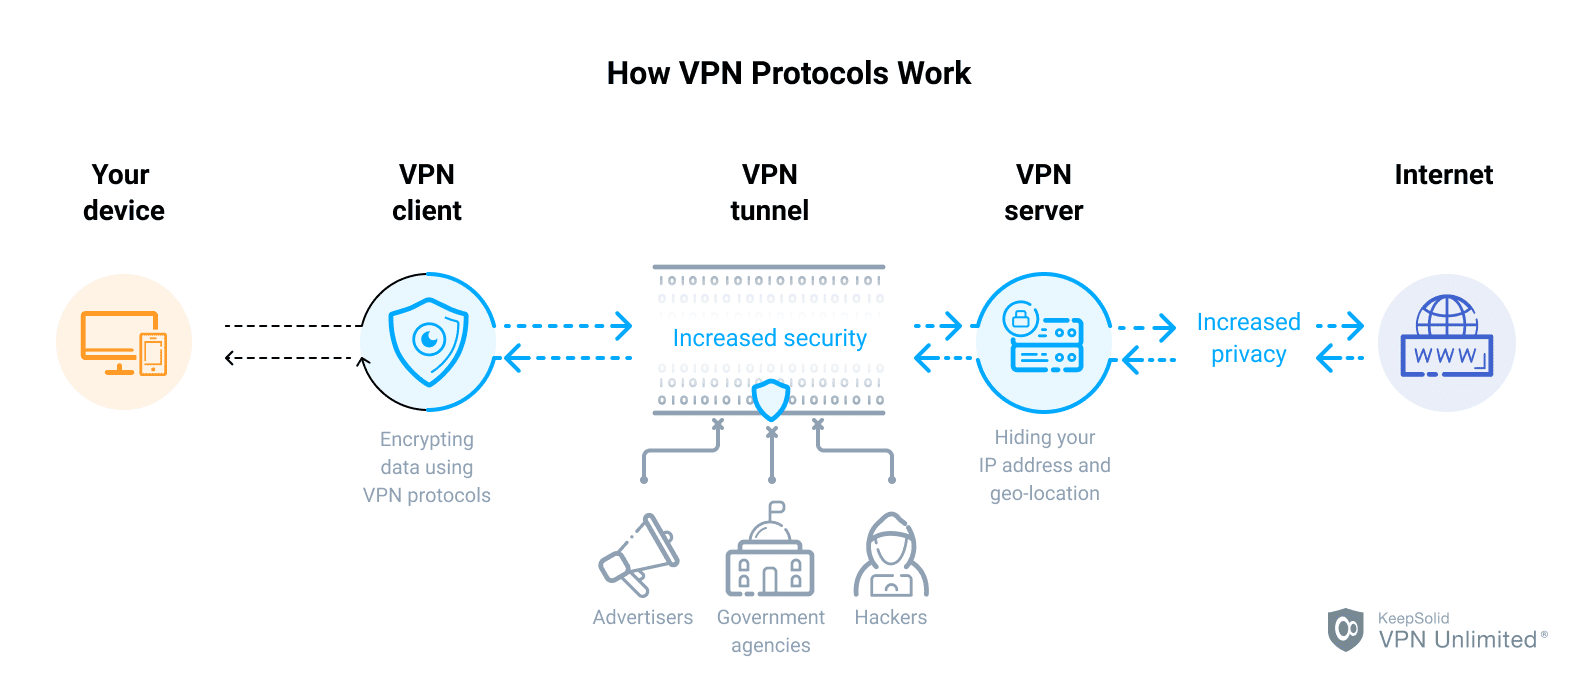 How VPN Protocols Work
Your
device
VPN
client
VPN
tunnel
VPN
server
Internet
I O I O I O I O I O I O I O I O I O
Increased security
Increased
privacy
WWW
Encrypting
data using
VPN protocols
Hiding your
IP address and
geo-location
Advertisers
Government
agencies
Hackers
KeepSolid
VPN Unlimited®